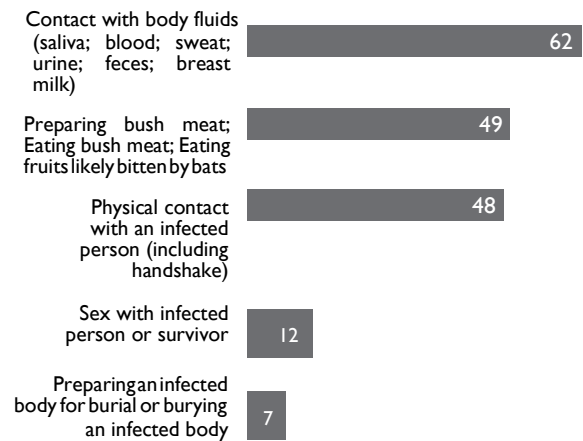 Contact with body fluids
(saliva; blood; sweat;
urine; feces; breast
milk)
62
Preparing bush meat;
Eating bush meat; Eating
fruits likely bitten by bats
49
Physical contact
with an infected
person (including
handshake)
48
Sex with infected
person or survivor
12
Preparing an infected
body for burial or burying
an infected body
7